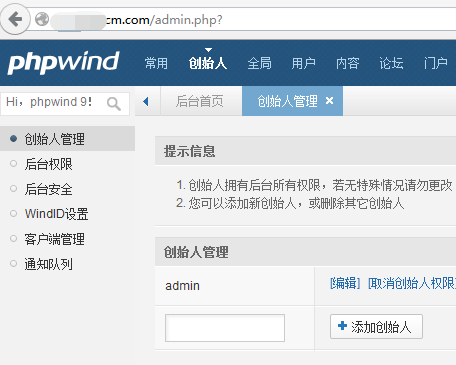 cm.com/admin.php?
phpwind 常用 创始人 全局 用户 内容 论坛 门户
Hi, phpwind 9! 后台首页 创始人管理 ×
创始人管理
后台权限
后台安全
WindID设置
客户端管理
通知队列
提示信息
1. 创始人拥有后台所有权限，若无特殊情况请勿更改
2. 您可以添加新创始人，或删除其它创始人
创始人管理
admin [编辑] [取消创始人权限
添加创始人